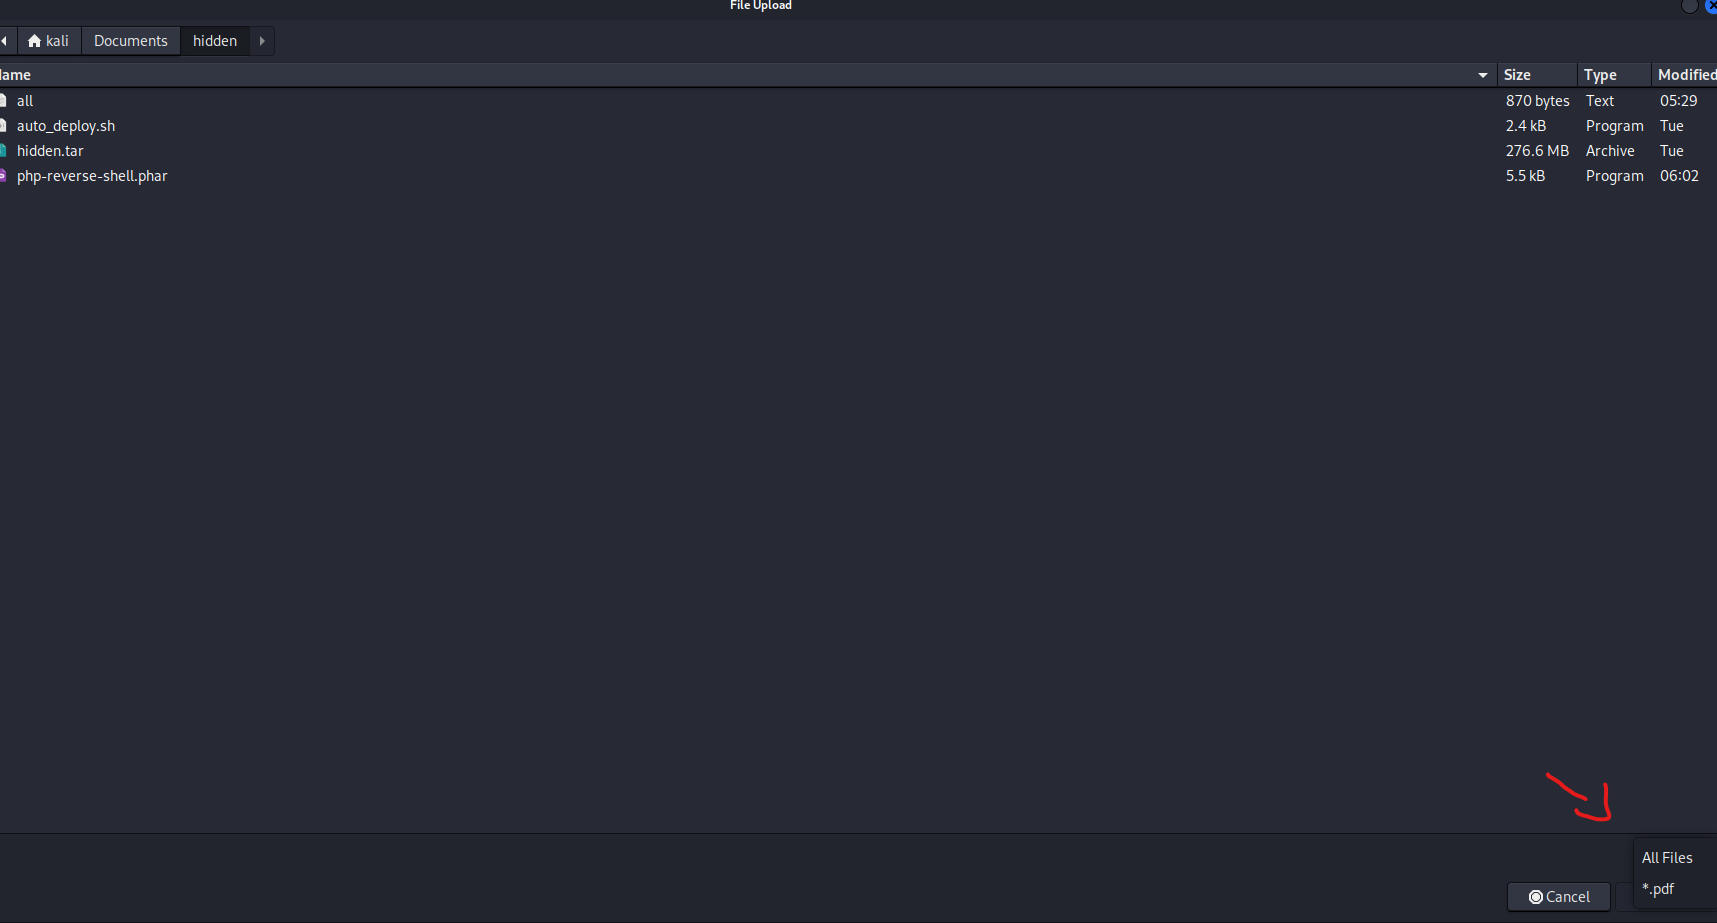 File Upload
kali Documents hidden
ame Size Type Modified
all 870 bytes Text 05:29
auto_deploy.sh 2.4 kB Program Tue
hidden.tar 276.6 MB Archive Tue
php-reverse-shell.phar 5.5 kB Program 06:02
All Files
*.pdf
Cancel